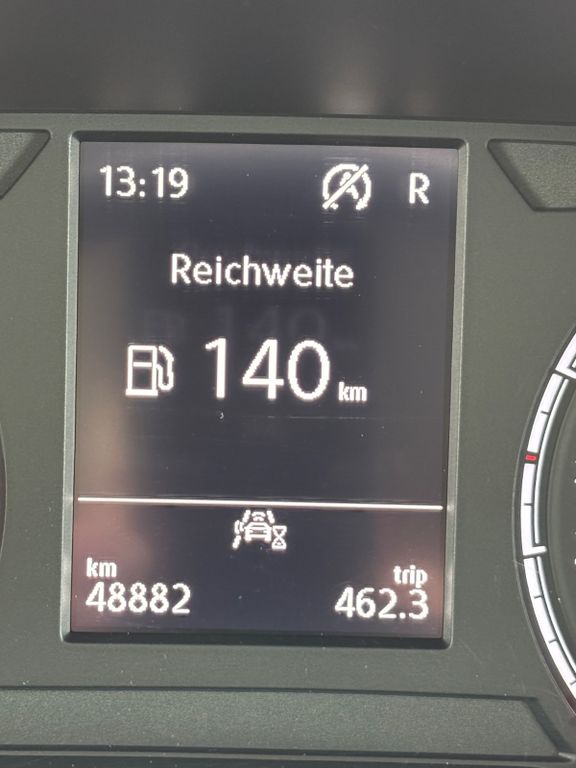 13:19 R
Reichweite
140 km
km trip
48882 462.3